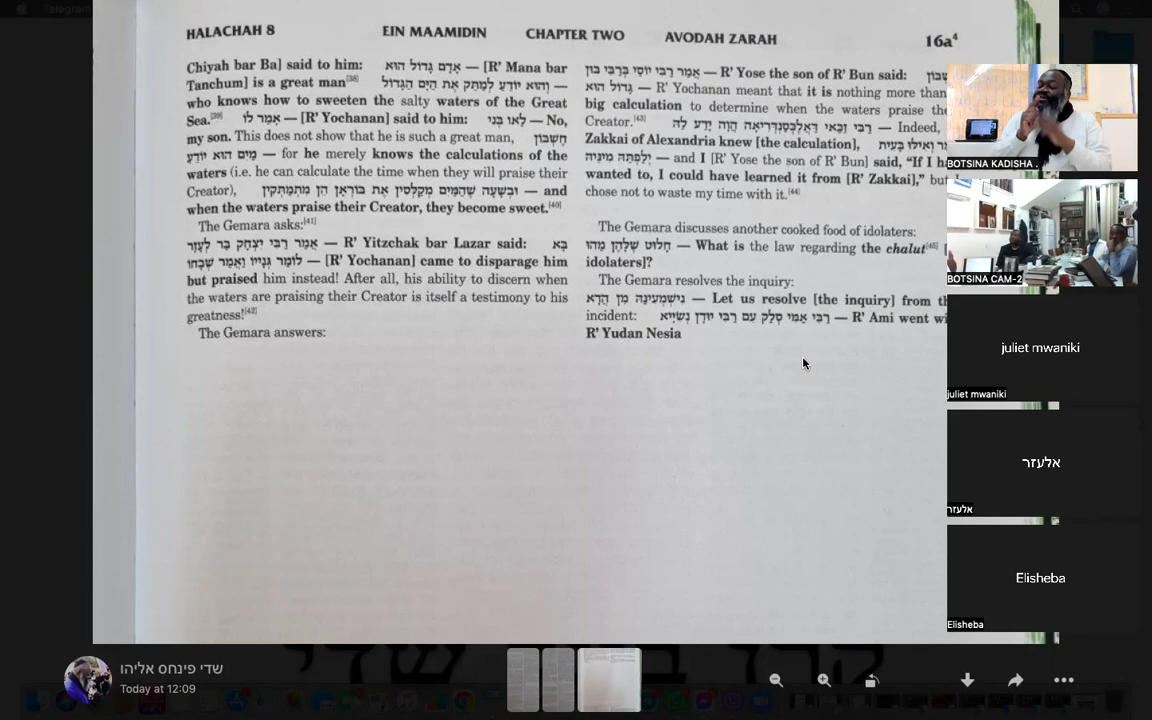 Telegram
HALACHAH 8 EIN MAAMIDIN CHAPTER TWO AVODAH ZARAH 16a⁴
Chiyah bar Ba] said to him: אָדָם גָּדוֹל הוּא — [R' Mana bar
Tanchum] is a great man[38] וְהוּא יוֹדֵעַ לְמַתֵּק אֶת הַיָּם הַגָּדוֹל —
who knows how to sweeten the salty waters of the Great
Sea.[39] אָמַר לוֹ — [R' Yochanan] said to him: לָאו בְּנִי — No,
my son. This does not show that he is such a great man, חֶשְׁבּוֹן
מַיִם הוּא יוֹדֵעַ — for he merely knows the calculations of the
waters (i.e. he can calculate the time when they will praise their
Creator), וּבְשָׁעָה שֶׁהַמַּיִם מְקַלְּסִין אֶת בּוֹרְאָן הֵן מִתְמַתְּקִין — and
when the waters praise their Creator, they become sweet.[40]
The Gemara asks:[41]
אָמַר רַבִּי יִצְחָק בַּר לָעְזָר — R' Yitzchak bar Lazar said: בָּא
לוֹמַר גְּנָיוֹ וְאָמַר שְׁבָחוֹ — [R' Yochanan] came to disparage him
but praised him instead! After all, his ability to discern when
the waters are praising their Creator is itself a testimony to his
greatness![42]
The Gemara answers:
אָמַר רַבִּי יוֹסֵי בְּרַבִּי בּוּן — R' Yose the son of R' Bun said:
גָּדוֹל הוּא — R' Yochanan meant that it is nothing more than
big calculation to determine when the waters praise the
Creator.[43] רַבִּי זַכַּאי דַּאֲלֶכְּסַנְדְּרִיאָה הֲוָה יָדַע לַהּ — Indeed,
Zakkai of Alexandria knew [the calculation],
יְלַפְתָּהּ מִינֵּיהּ — and I [R' Yose the son of R' Bun] said, "If I h
wanted to, I could have learned it from [R' Zakkai]," but I
chose not to waste my time with it.[44]
The Gemara discusses another cooked food of idolaters:
חָלוּט שֶׁלָּהֶן מַהוּ — What is the law regarding the chalut[45] [
idolaters]?
The Gemara resolves the inquiry:
נִישְׁמְעִינָהּ מִן הֲדָא — Let us resolve [the inquiry] from th
incident: רַבִּי אַמִּי סְלַק עִם רַבִּי יוּדָן נְשִׂיָּיא — R' Ami went wi
R' Yudan Nesia
BOTSINA KADISHA .
BOTSINA CAM-2
juliet mwaniki
juliet mwaniki
אלעזר
אלעזר
Elisheba
Elisheba
שדי פינחס אליהו
Today at 12:09